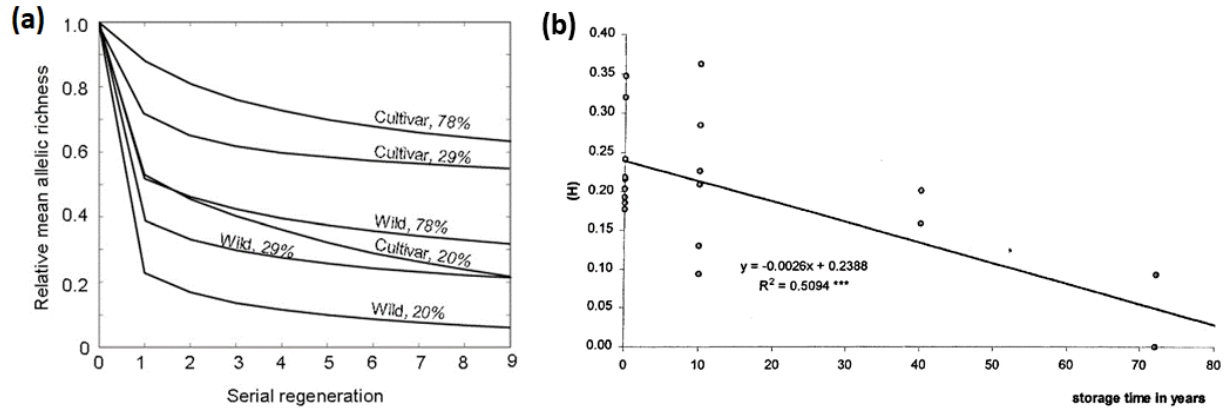 (a)
Relative mean allelic richness
1.0
0.8
0.6
0.4
0.2
0
Cultivar, 78%
Cultivar, 29%
Wild, 78%
Wild, 29%
Cultivar, 20%
Wild, 20%
0 1 2 3 4 5 6 7 8 9
Serial regeneration
(b)
(H)
0.40
0.35
0.30
0.25
0.20
0.15
0.10
0.05
0.00
y = -0.0026x + 0.2388
R² = 0.5094 ***
0 10 20 30 40 50 60 70 80
storage time in years